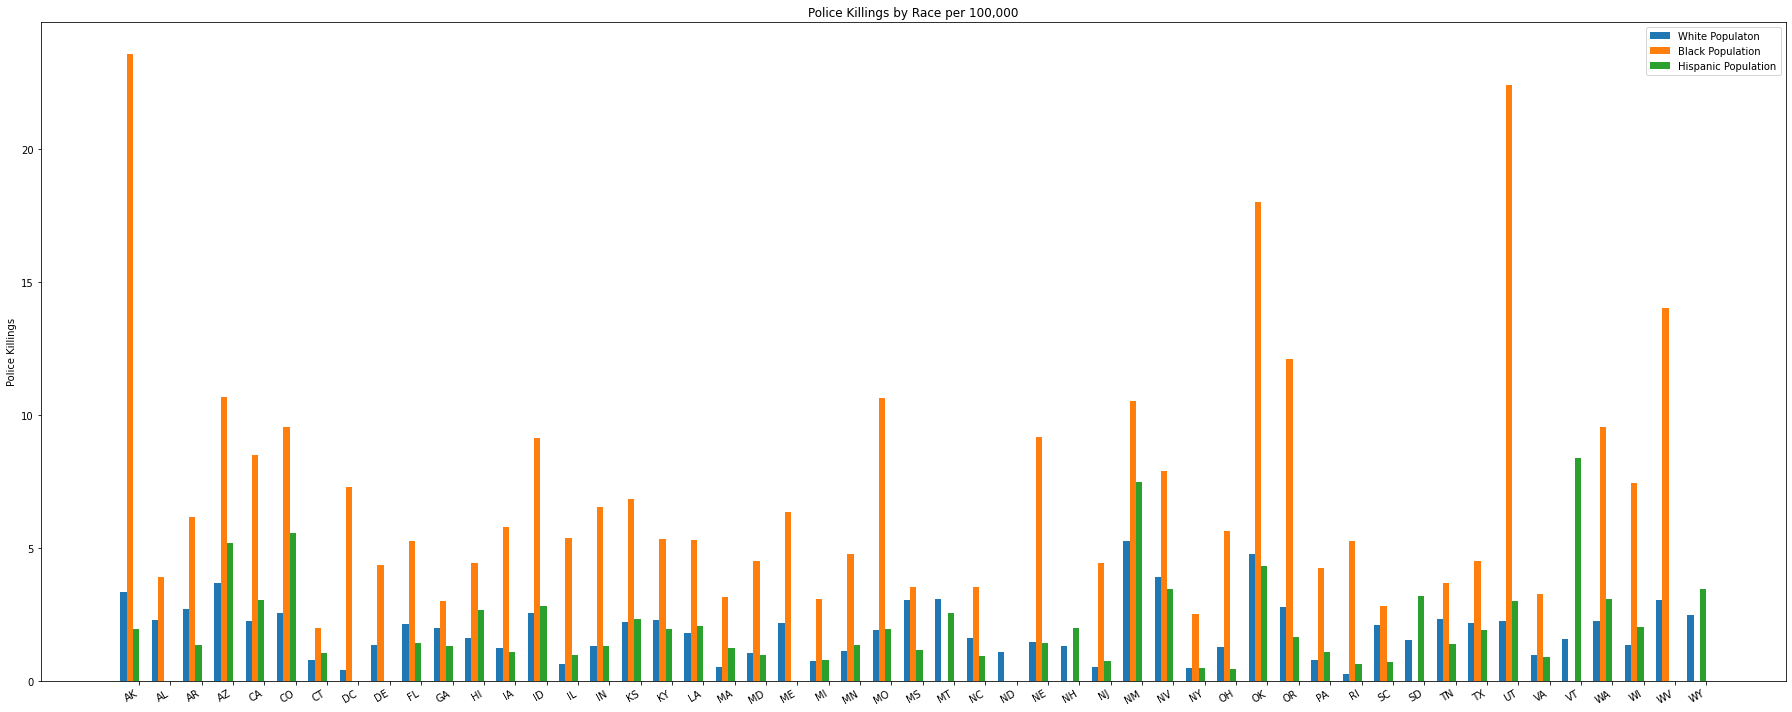 Police Killings by Race per 100,000
White Populaton
Black Population
Hispanic Population
Police Killings
20
15
10
5
0
AK AL AR AZ CA CO CT DC DE FL GA HI IA ID IL IN KS KY LA MA MD ME MI MN MO MS MT NC ND NE NH NJ NM NV NY OH OK OR PA RI SC SD TN TX UT VA VT WA WI WV WY